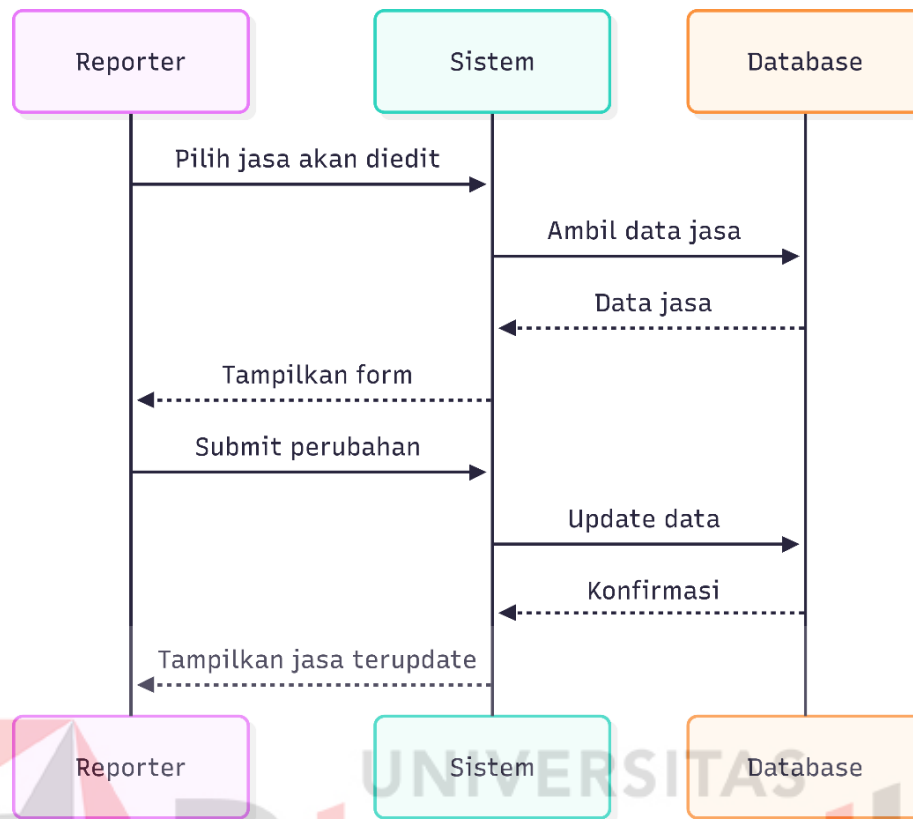 Reporter
Sistem
Database
Pilih jasa akan diedit
Ambil data jasa
Data jasa
Tampilkan form
Submit perubahan
Update data
Konfirmasi
Tampilkan jasa terupdate
Reporter
Sistem
Database
UNIVERSITAS